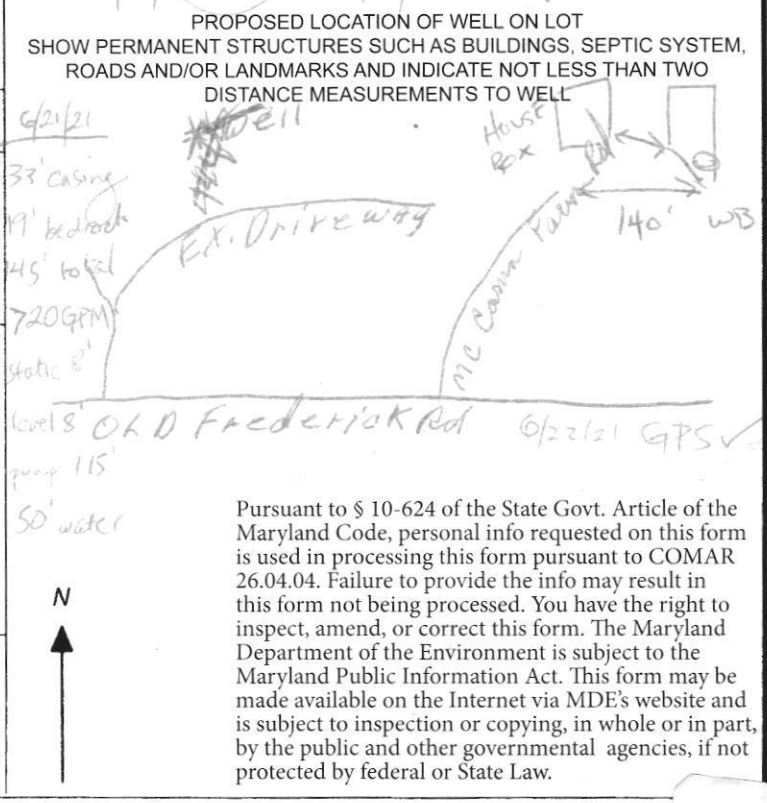 PROPOSED LOCATION OF WELL ON LOT
SHOW PERMANENT STRUCTURES SUCH AS BUILDINGS, SEPTIC SYSTEM,
ROADS AND/OR LANDMARKS AND INDICATE NOT LESS THAN TWO
DISTANCE MEASUREMENTS TO WELL
6/21/21
Well
House
Box
33' casing
19' bedrock
EX. Driveway
140' WB
145' total
Mc Casun Farm Rd
720GPM
static 8'
level 8'
OLD Frederick Rd
6/22/21 GPS✓
pump 115'
50' water
Pursuant to § 10-624 of the State Govt. Article of the
Maryland Code, personal info requested on this form
is used in processing this form pursuant to COMAR
26.04.04. Failure to provide the info may result in
this form not being processed. You have the right to
inspect, amend, or correct this form. The Maryland
Department of the Environment is subject to the
Maryland Public Information Act. This form may be
made available on the Internet via MDE's website and
is subject to inspection or copying, in whole or in part,
by the public and other governmental agencies, if not
protected by federal or State Law.
N